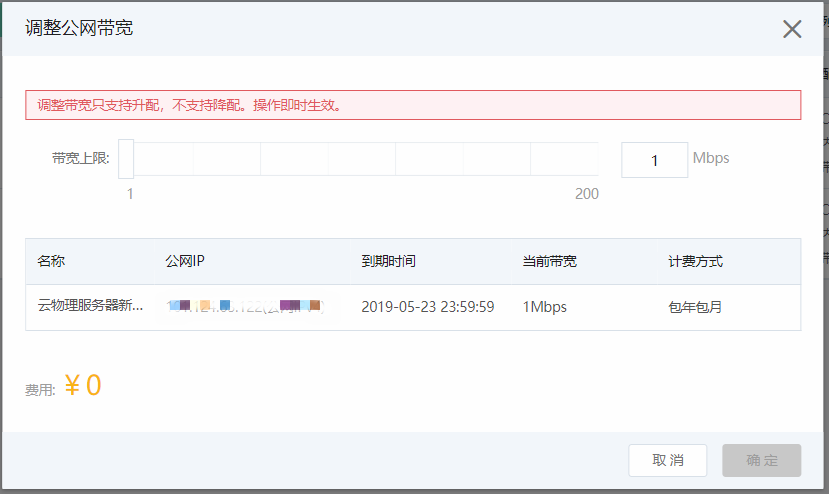 调整公网带宽
调整带宽只支持升配，不支持降配。操作即时生效。
带宽上限:
1 Mbps
1 200
名称 公网IP 到期时间 当前带宽 计费方式
云物理服务器新... 2019-05-23 23:59:59 1Mbps 包年包月
费用: ¥ 0
取消 确定